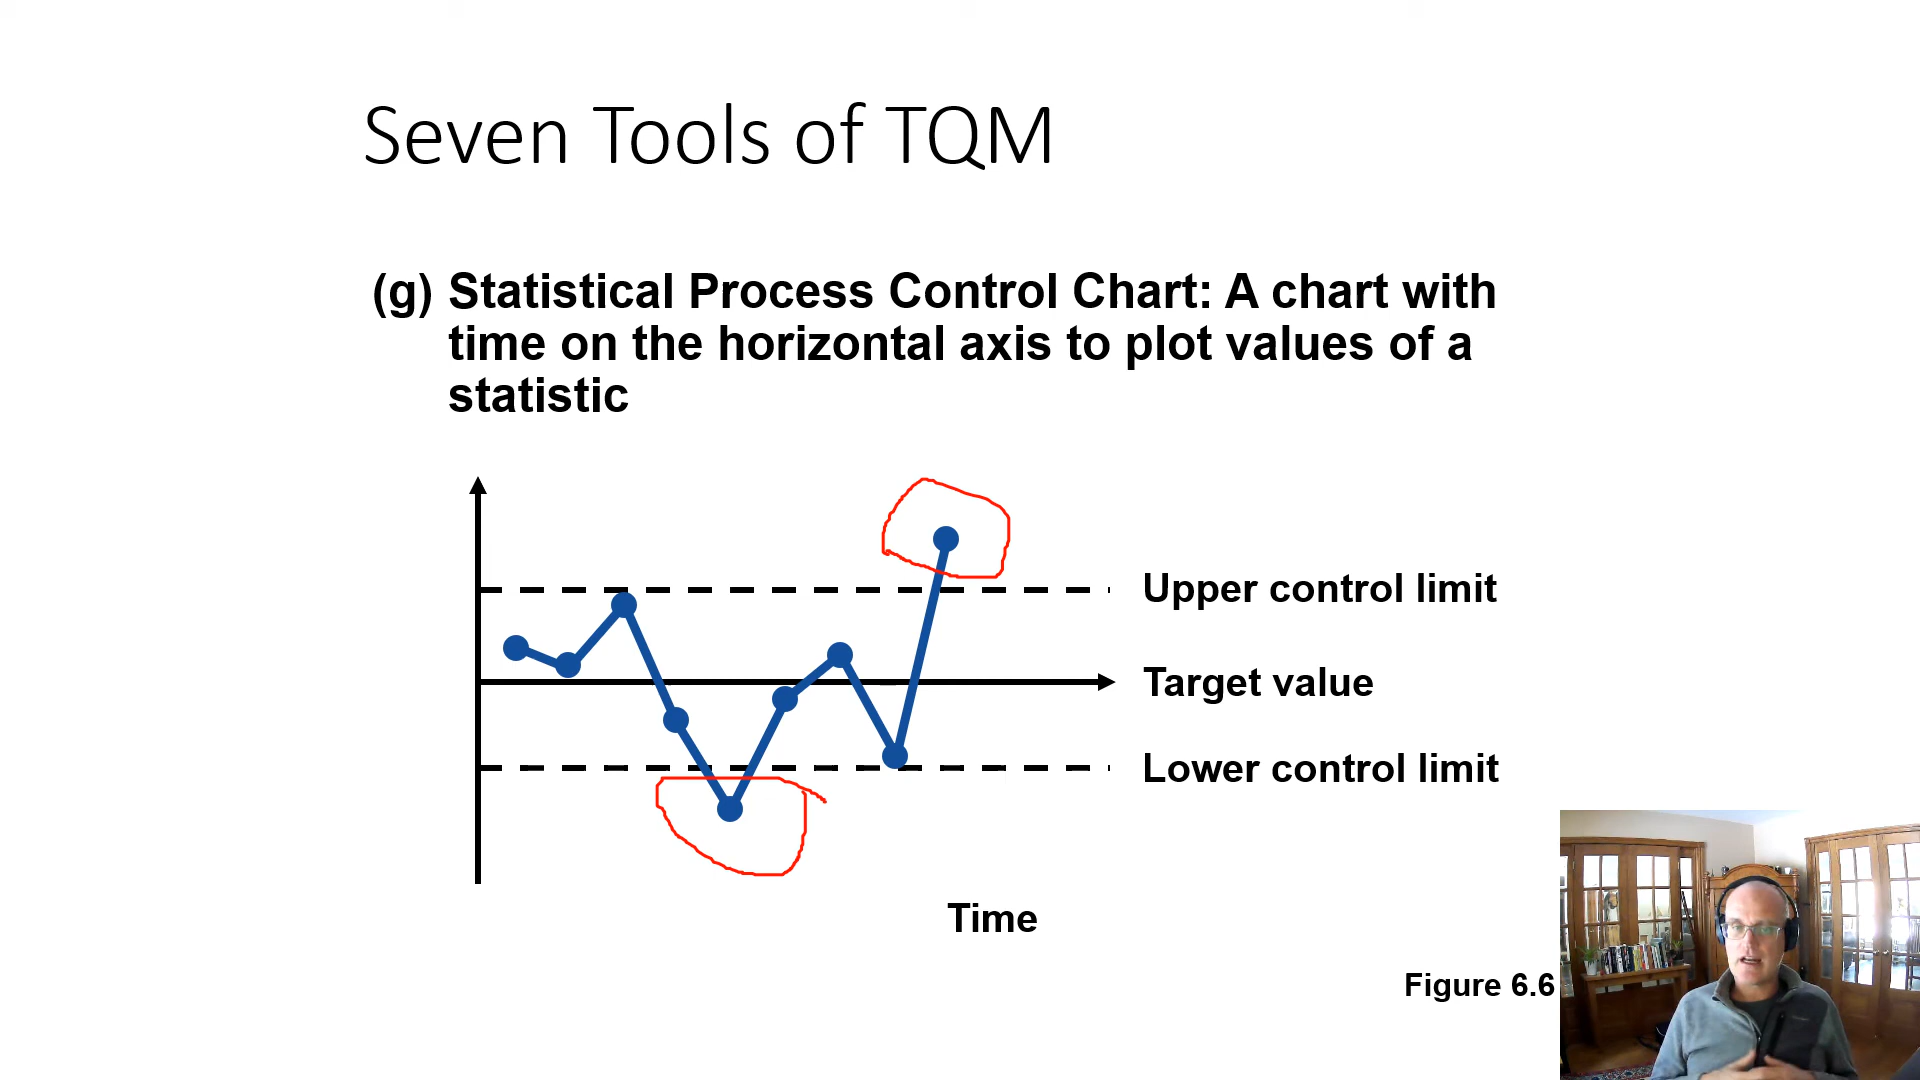 Seven Tools of TQM
(g) Statistical Process Control Chart: A chart with
time on the horizontal axis to plot values of a
statistic
Upper control limit
Target value
Lower control limit
Time
Figure 6.6